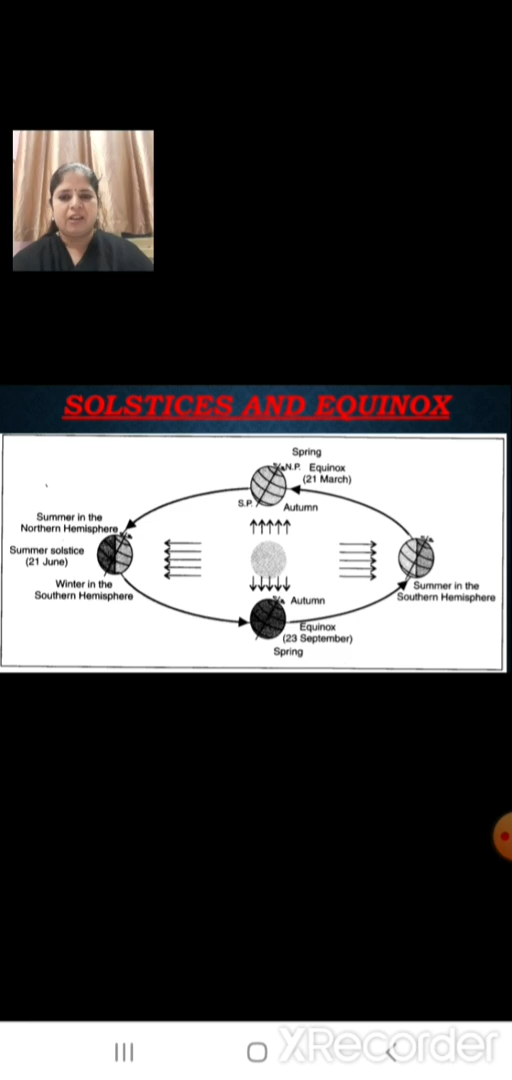 SOLSTICES AND EQUINOX
Spring
N.P. Equinox
(21 March)
S.P.
Autumn
Summer in the
Northern Hemisphere
Summer solstice
(21 June)
Winter in the
Southern Hemisphere
Summer in the
Southern Hemisphere
Autumn
Equinox
(23 September)
Spring
XRecorder